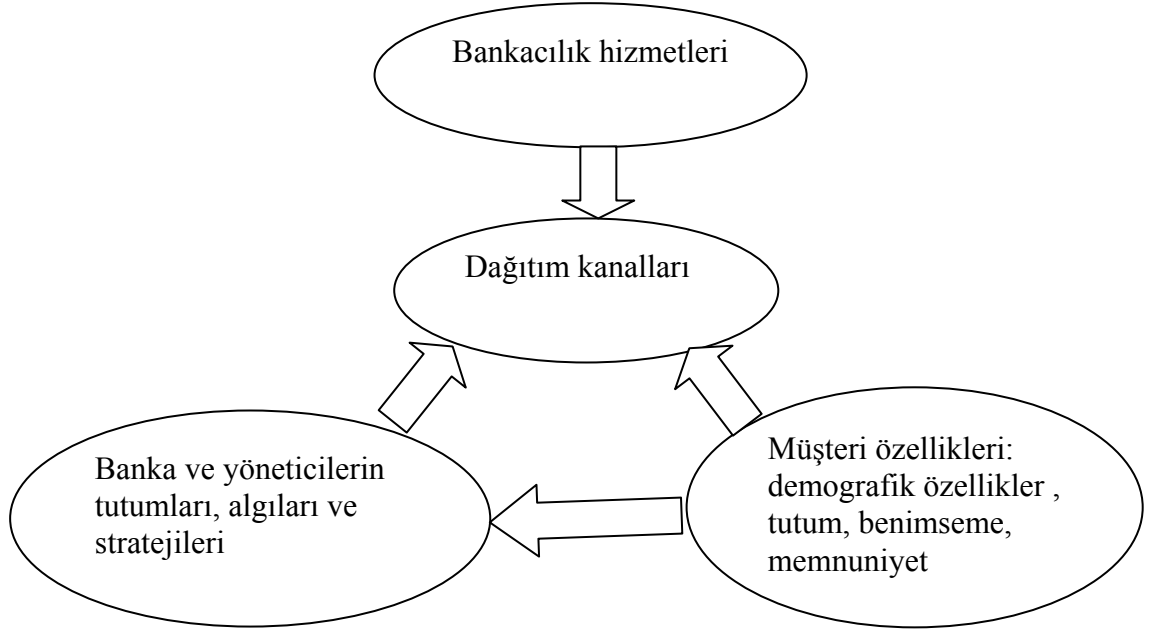 Bankacılık hizmetleri
Dağıtım kanalları
Banka ve yöneticilerin
tutumları, algıları ve
stratejileri
Müşteri özellikleri:
demografik özellikler ,
tutum, benimseme,
memnuniyet